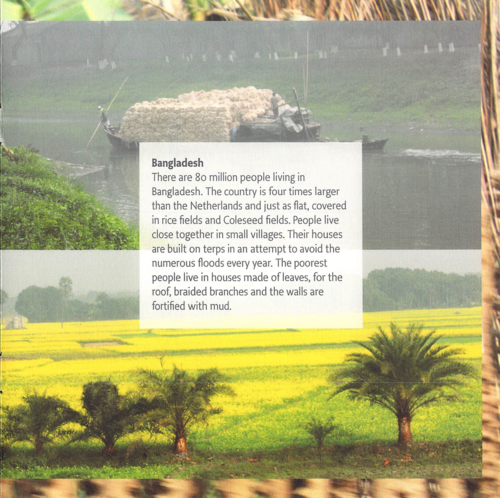 Bangladesh
There are 80 million people living in
Bangladesh. The country is four times larger
than the Netherlands and just as flat, covered
in rice fields and Coleseed fields. People live
close together in small villages. Their houses
are built on terps in an attempt to avoid the
numerous floods every year. The poorest
people live in houses made of leaves, for the
roof, braided branches and the walls are
fortified with mud.